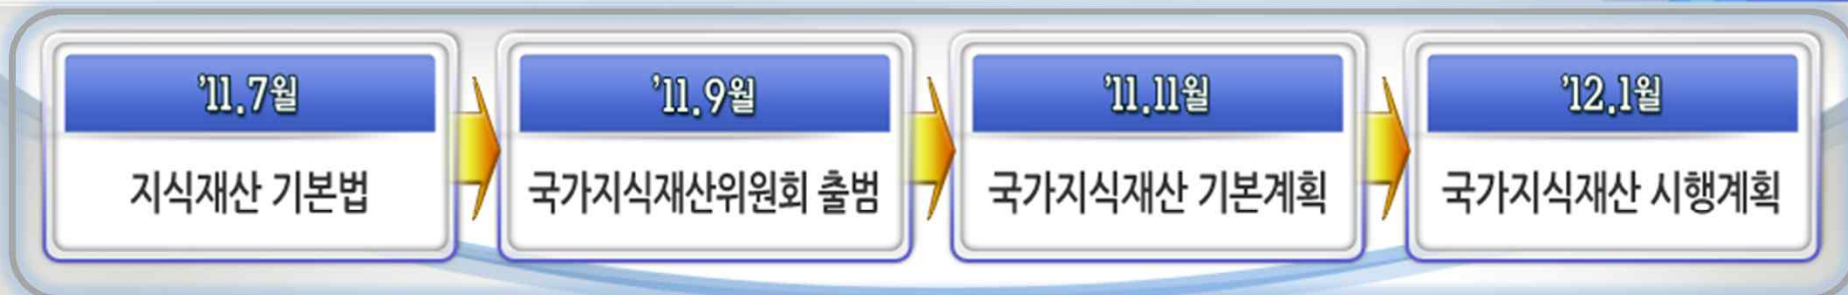 '11.7월
지식재산 기본법
'11.9월
국가지식재산위원회 출범
'11.11월
국가지식재산 기본계획
'12.1월
국가지식재산 시행계획